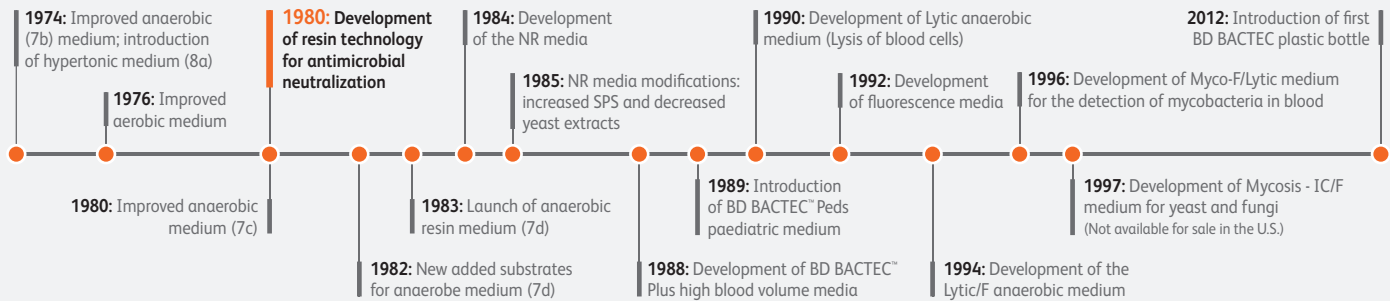 1974: Improved anaerobic
(7b) medium; introduction
of hypertonic medium (8a)
1976: Improved
aerobic medium
1980: Development
of resin technology
for antimicrobial
neutralization
1980: Improved anaerobic
medium (7c)
1982: New added substrates
for anaerobe medium (7d)
1983: Launch of anaerobic
resin medium (7d)
1984: Development
of the NR media
1985: NR media modifications:
increased SPS and decreased
yeast extracts
1988: Development of BD BACTEC™
Plus high blood volume media
1989: Introduction
of BD BACTEC™ Peds
paediatric medium
1990: Development of Lytic anaerobic
medium (Lysis of blood cells)
1992: Development
of fluorescence media
1994: Development of the
Lytic/F anaerobic medium
1996: Development of Myco-F/Lytic medium
for the detection of mycobacteria in blood
1997: Development of Mycosis - IC/F
medium for yeast and fungi
(Not available for sale in the U.S.)
2012: Introduction of first
BD BACTEC plastic bottle